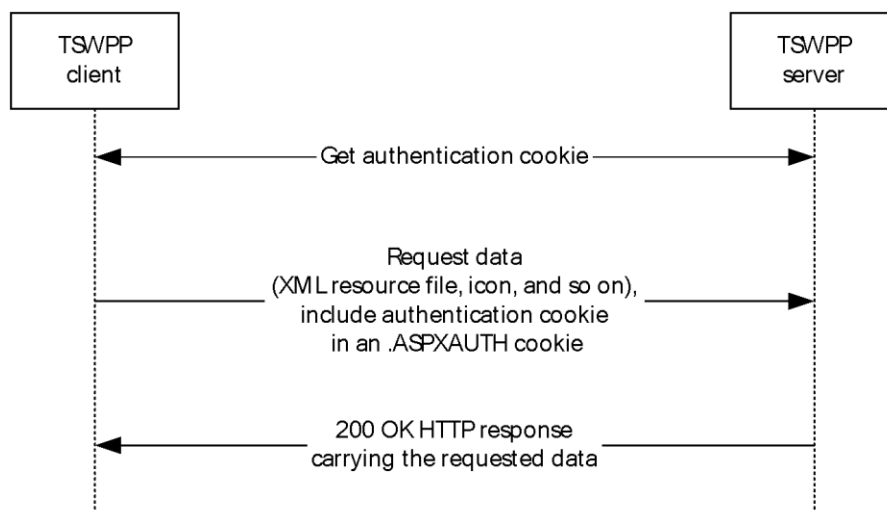 TSWPP
client
TSWPP
server
Get authentication cookie
Request data
(XML resource file, icon, and so on),
include authentication cookie
in an .ASPXAUTH cookie
200 OK HTTP response
carrying the requested data